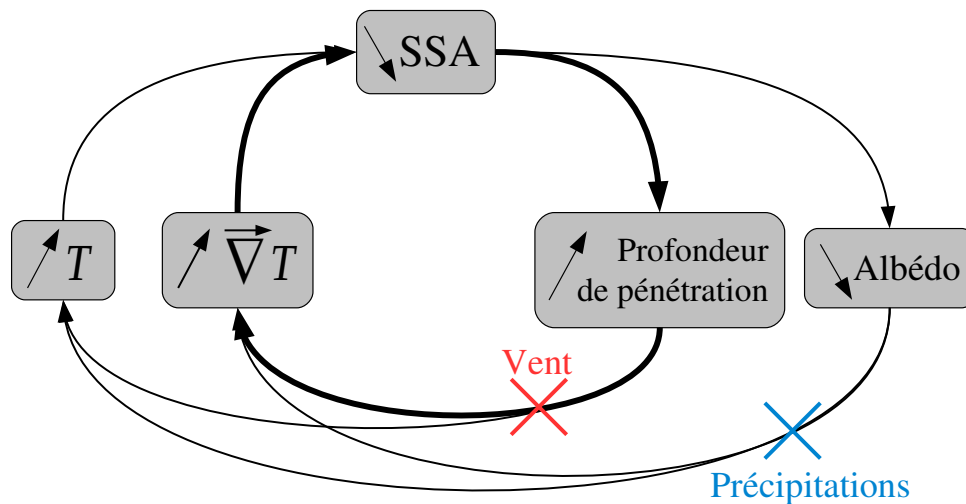 SSA
T
∇T
Profondeur
de pénétration
Albédo
Vent
Précipitations